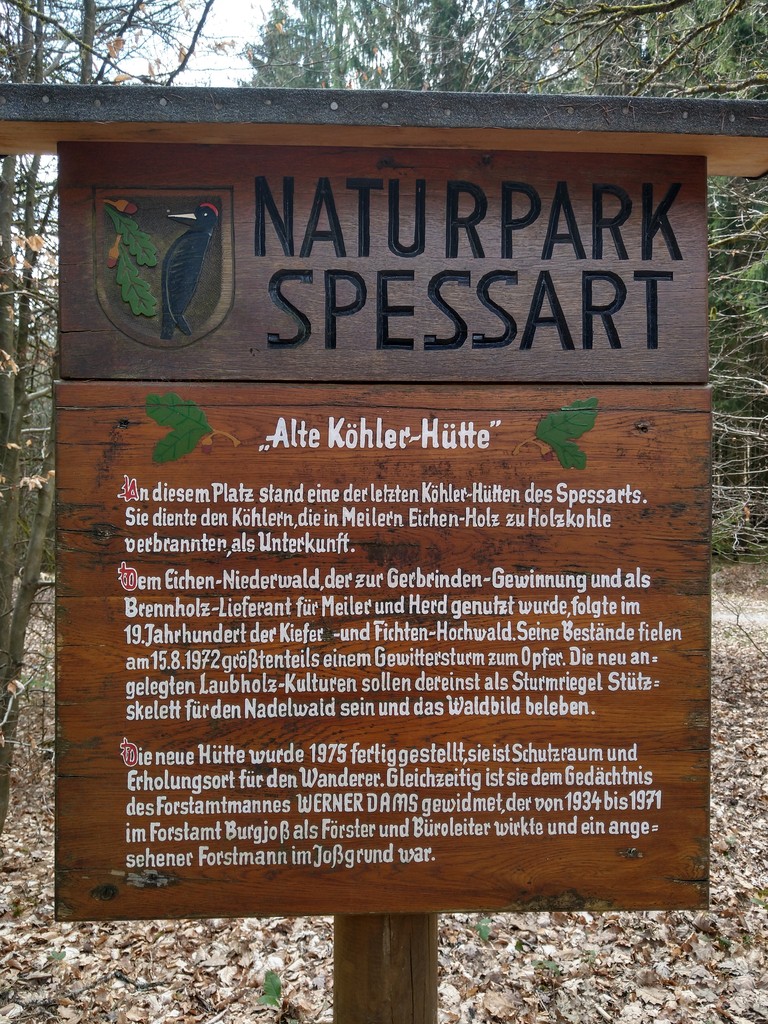 NATURPARK
SPESSART
„Alte Köhler-Hütte”
An diesem Platz stand eine der letzten Köhler-Hütten des Spessarts.
Sie diente den Köhlern, die in Meilern Eichen-Holz zu Holzkohle
verbrannten, als Unterkunft.
Dem Eichen-Niederwald, der zur Gerbrinden-Gewinnung und als
Brennholz-Lieferant für Meiler und Herd genutzt wurde, folgte im
19. Jahrhundert der Kiefer -und Fichten-Hochwald. Seine Bestände fielen
am 15.8.1972 größtenteils einem Gewittersturm zum Opfer. Die neu an=
gelegten Laubholz-Kulturen sollen dereinst als Sturmriegel Stütz=
skelett für den Nadelwald sein und das Waldbild beleben.
Die neue Hütte wurde 1975 fertiggestellt, sie ist Schutzraum und
Erholungsort für den Wanderer. Gleichzeitig ist sie dem Gedächtnis
des Forstamtmannes WERNER DAMS gewidmet, der von 1934 bis 1971
im Forstamt Burgjoß als Förster und Büroleiter wirkte und ein ange=
sehener Forstmann im Joßgrund war.